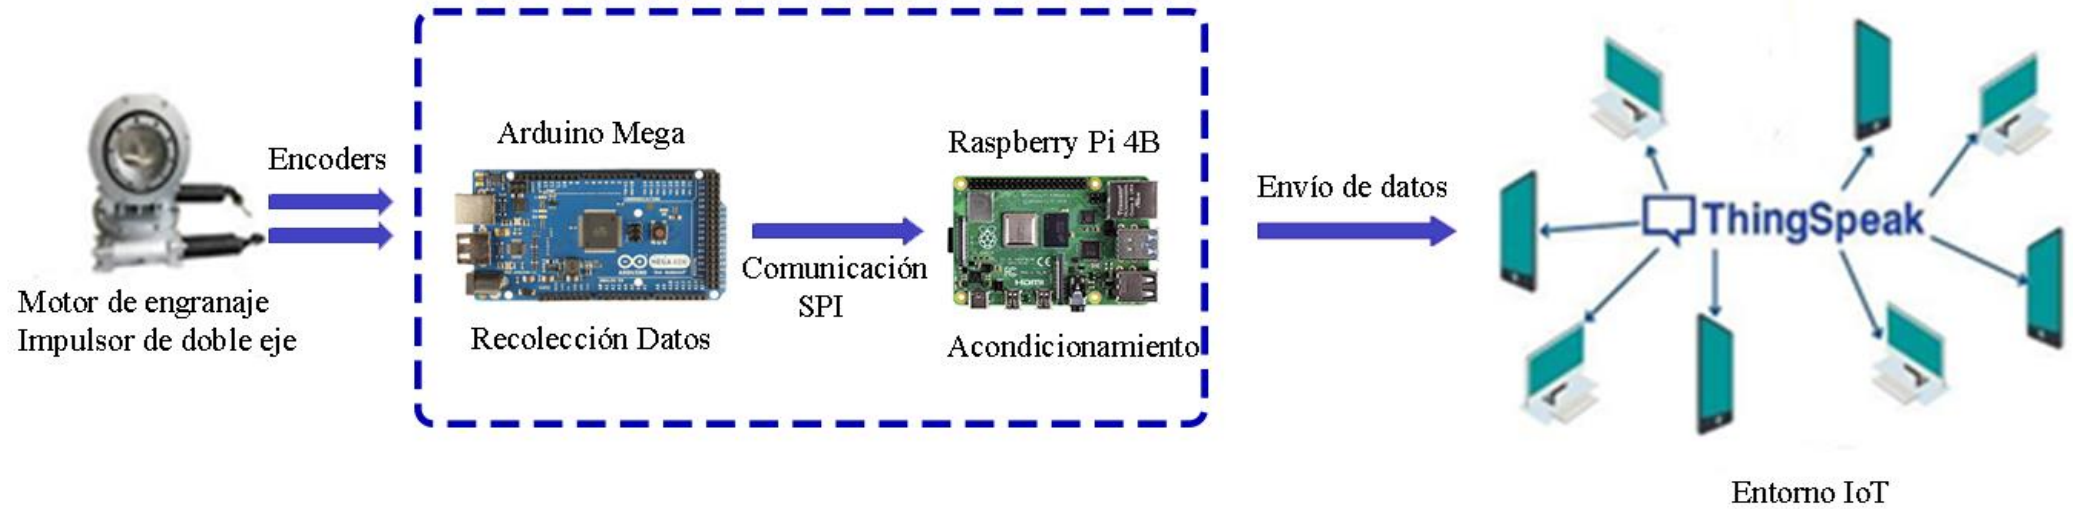 Encoders
Motor de engranaje
Impulsor de doble eje
Arduino Mega
Recolección Datos
Comunicación
SPI
Raspberry Pi 4B
HDMI
Acondicionamiento
Envío de datos
ThingSpeak
Entorno IoT